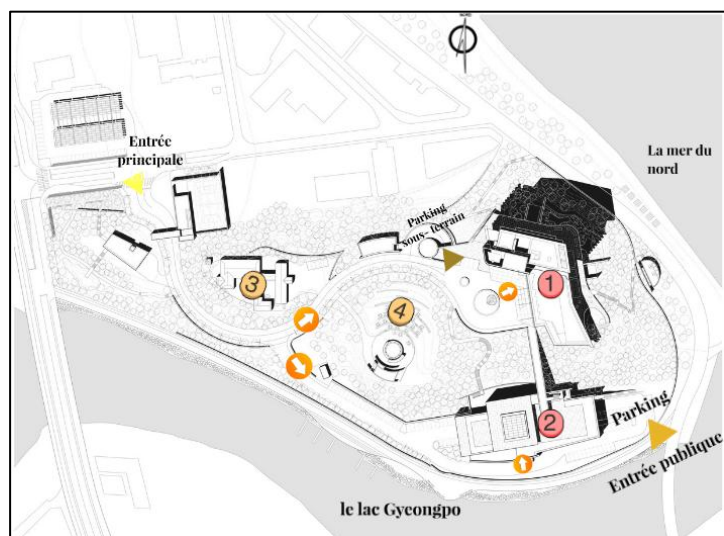 Entrée
principale
La mer du
nord
Parking
sous- terrain
1
3
4
2
Parking
Entrée publique
le lac Gyeongpo